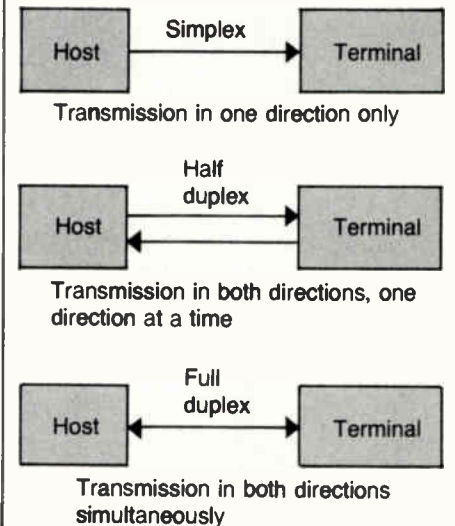 Simplex
Host
Terminal
Transmission in one direction only
Half
duplex
Host
Terminal
Transmission in both directions, one
direction at a time
Full
duplex
Host
Terminal
Transmission in both directions
simultaneously